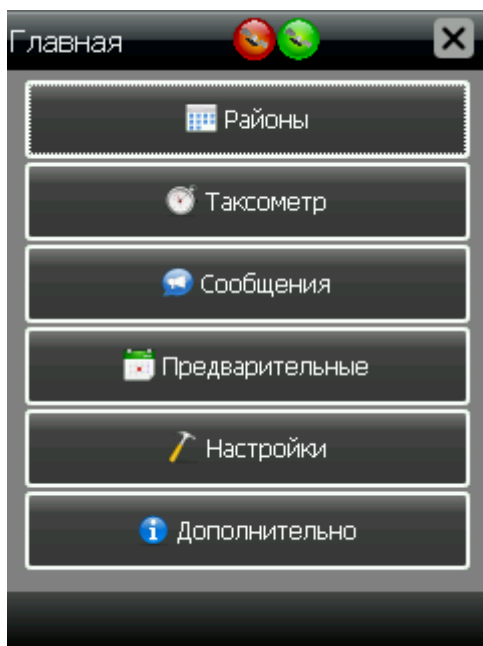 Главная
Районы
Таксометр
Сообщения
Предварительные
Настройки
Дополнительно